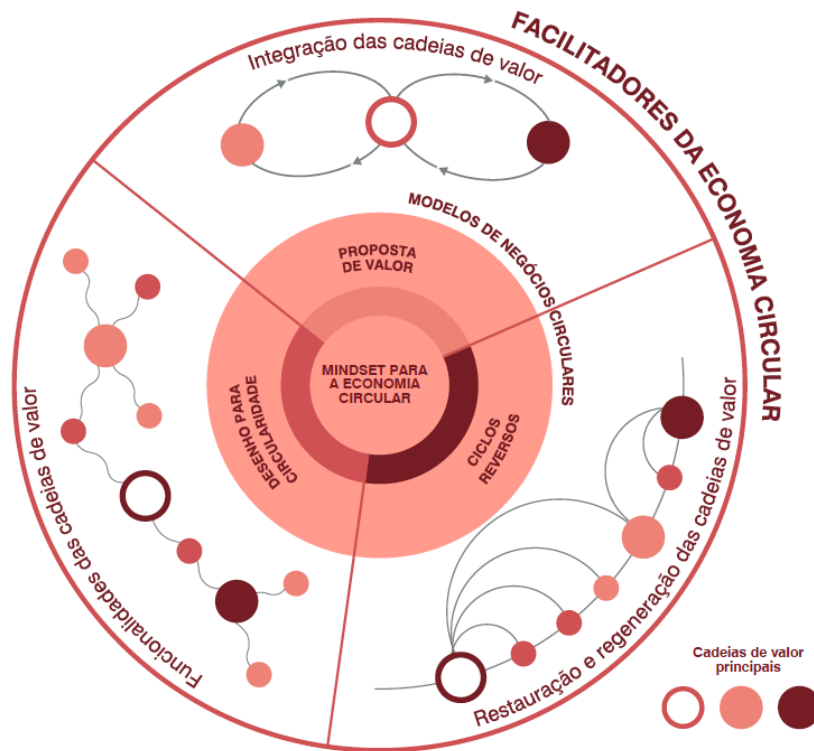 FACILITADORES DA ECONOMIA CIRCULAR
Integração das cadeias de valor
MODELOS DE NEGÓCIOS CIRCULARES
PROPOSTA
DE VALOR
MINDSET PARA
A ECONOMIA
CIRCULAR
DESENHO PARA
CIRCULARIDADE
CICLOS
REVERSOS
Funcionalidades das cadeias de valor
Restauração e regeneração das cadeias de valor
Cadeias de valor
principais